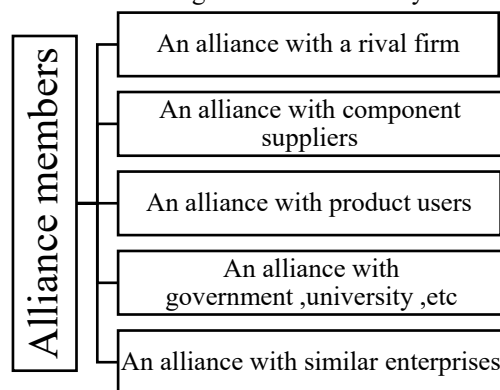 Alliance members
An alliance with a rival firm
An alliance with component
suppliers
An alliance with product users
An alliance with
government ,university ,etc
An alliance with similar enterprises